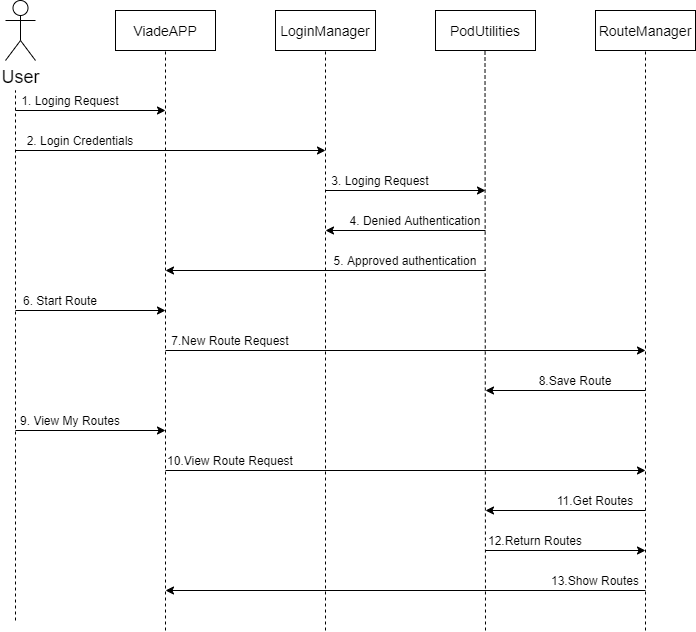 ViadeAPP
LoginManager
PodUtilities
RouteManager
User
1. Loging Request
2. Login Credentials
3. Loging Request
4. Denied Authentication
5. Approved authentication
6. Start Route
7.New Route Request
8.Save Route
9. View My Routes
10.View Route Request
11.Get Routes
12.Return Routes
13.Show Routes